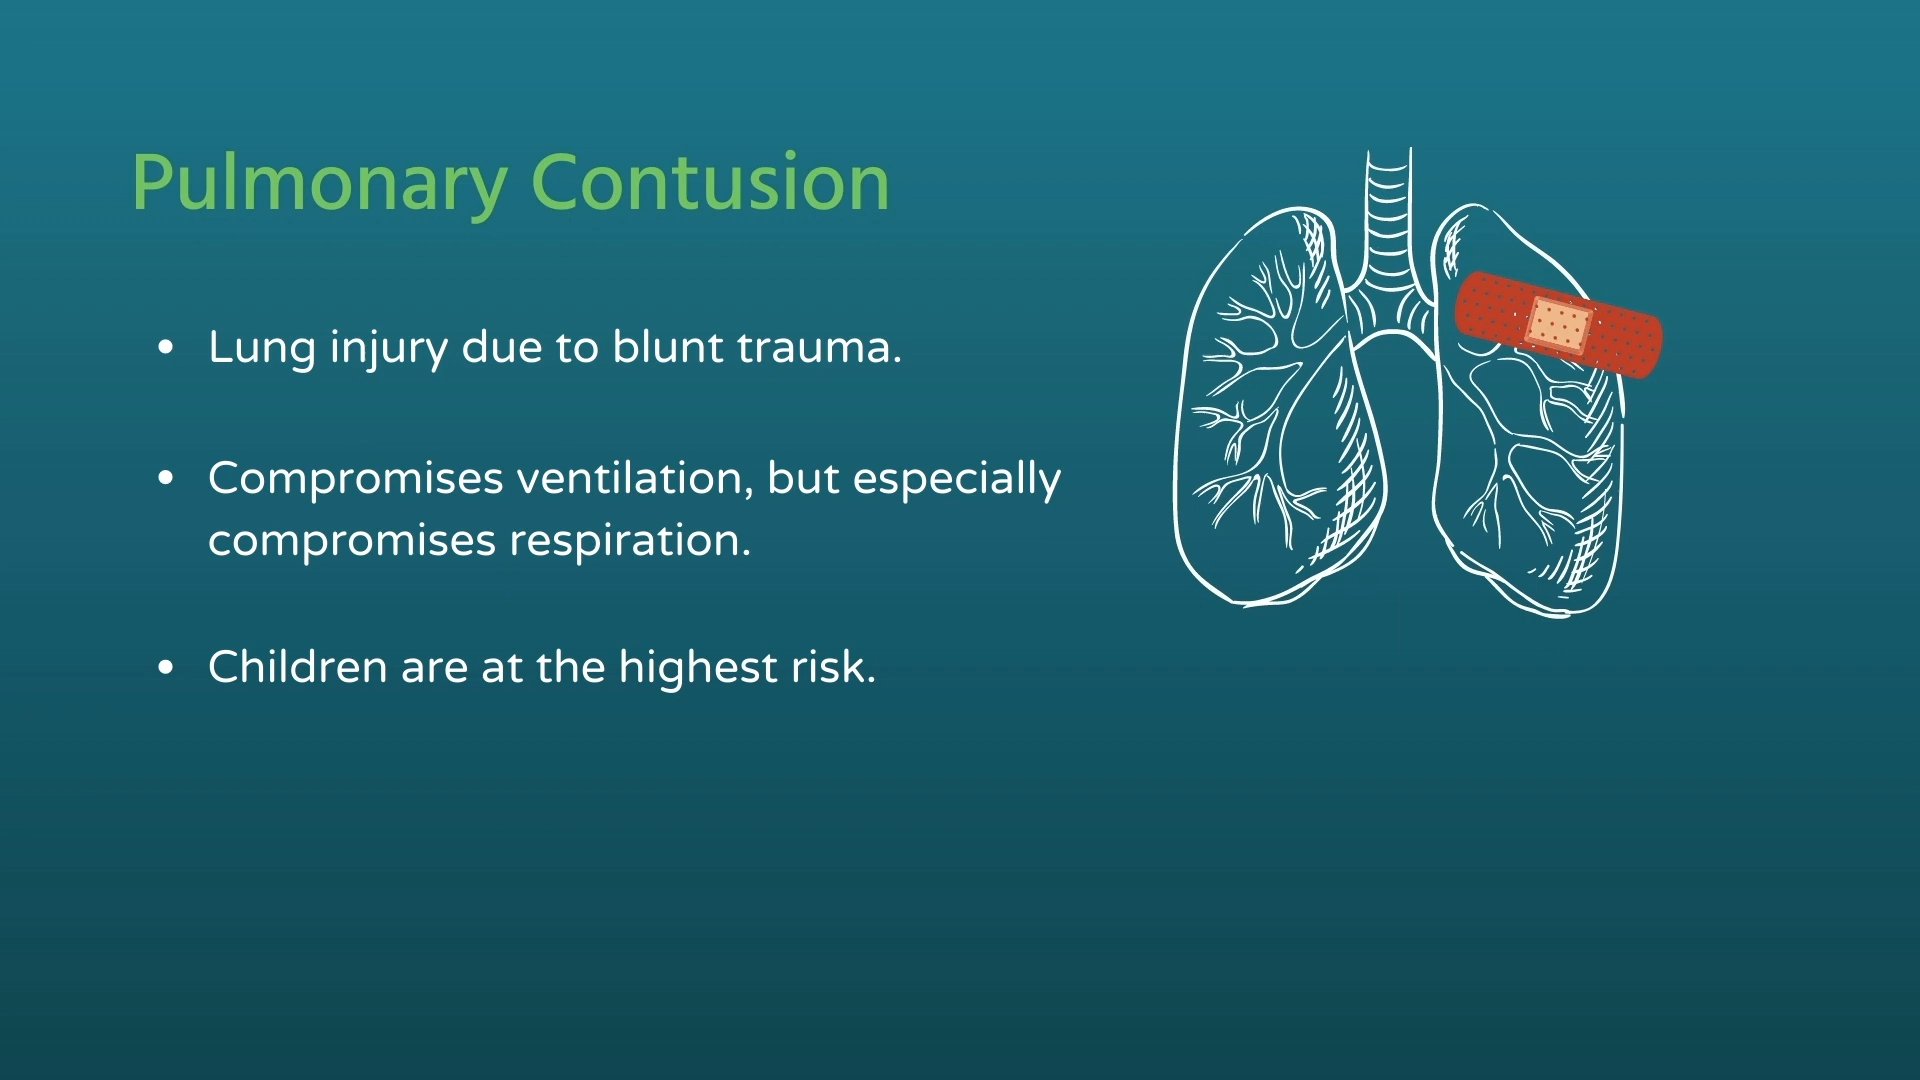 Pulmonary Contusion
• Lung injury due to blunt trauma.
• Compromises ventilation, but especially
compromises respiration.
• Children are at the highest risk.